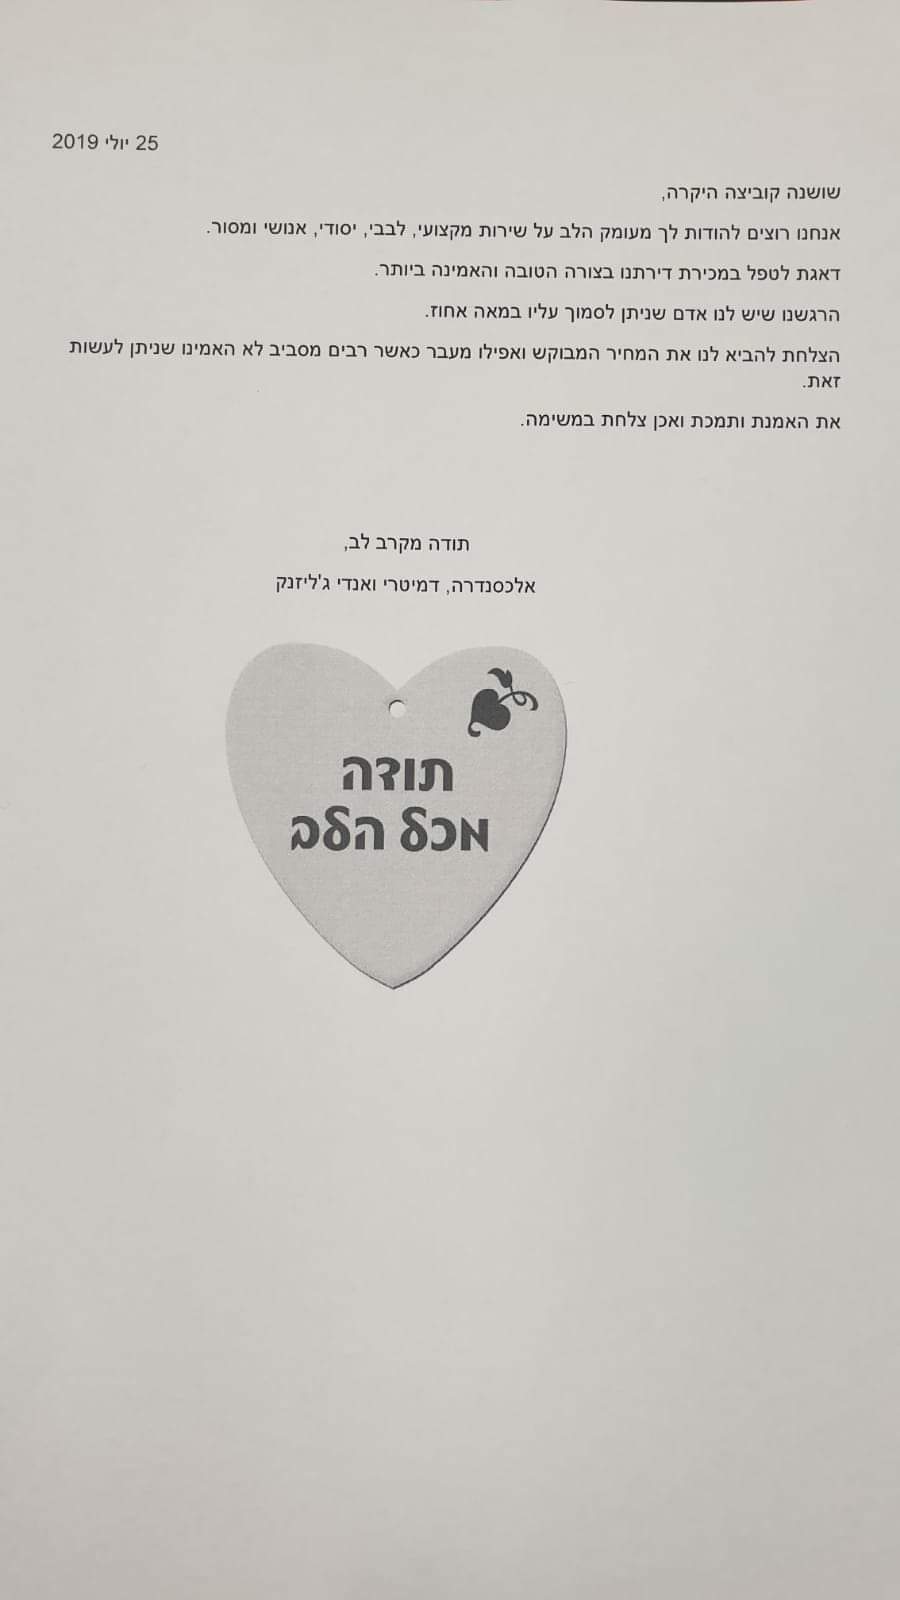 25 יולי 2019
שושנה קוביצה היקרה,
אנחנו רוצים להודות לך מעומק הלב על שירות מקצועי, לבבי, יסודי, אנושי ומסור.
דאגת לטפל במכירת דירתנו בצורה הטובה והאמינה ביותר.
הרגשנו שיש לנו אדם שניתן לסמוך עליו במאה אחוז.
הצלחת להביא לנו את המחיר המבוקש ואפילו מעבר כאשר רבים מסביב לא האמינו שניתן לעשות
זאת.
את האמנת ותמכת ואכן צלחת במשימה.
תודה מקרב לב,
אלכסנדרה, דמיטרי ואנדי ג'ליזנק
תודה
מכל הלב